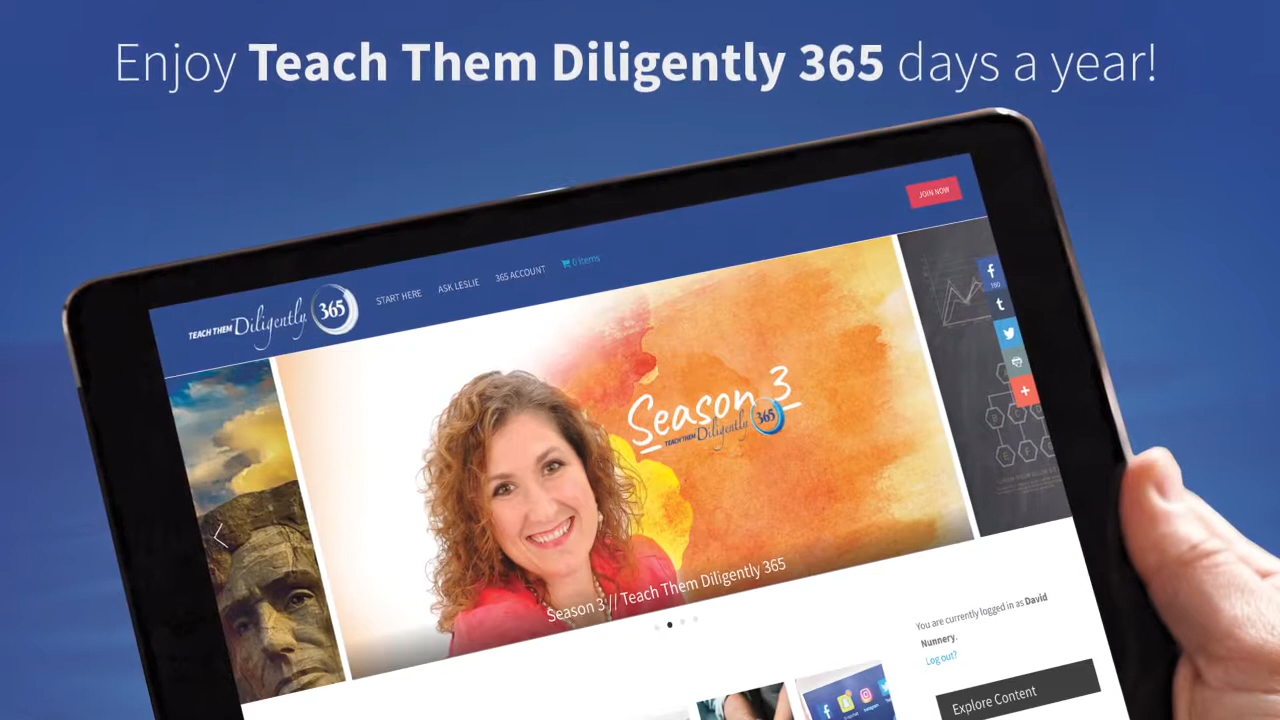 Enjoy Teach Them Diligently 365 days a year!
JOIN NOW
TEACH THEM Diligently 365
START HERE
ASK LESLIE
365 ACCOUNT
0 Items
f
160
t
+
Season 3
TEACH THEM Diligently 365
Season 3 // Teach Them Diligently 365
You are currently logged in as David
Nunnery.
Log out?
Explore Content